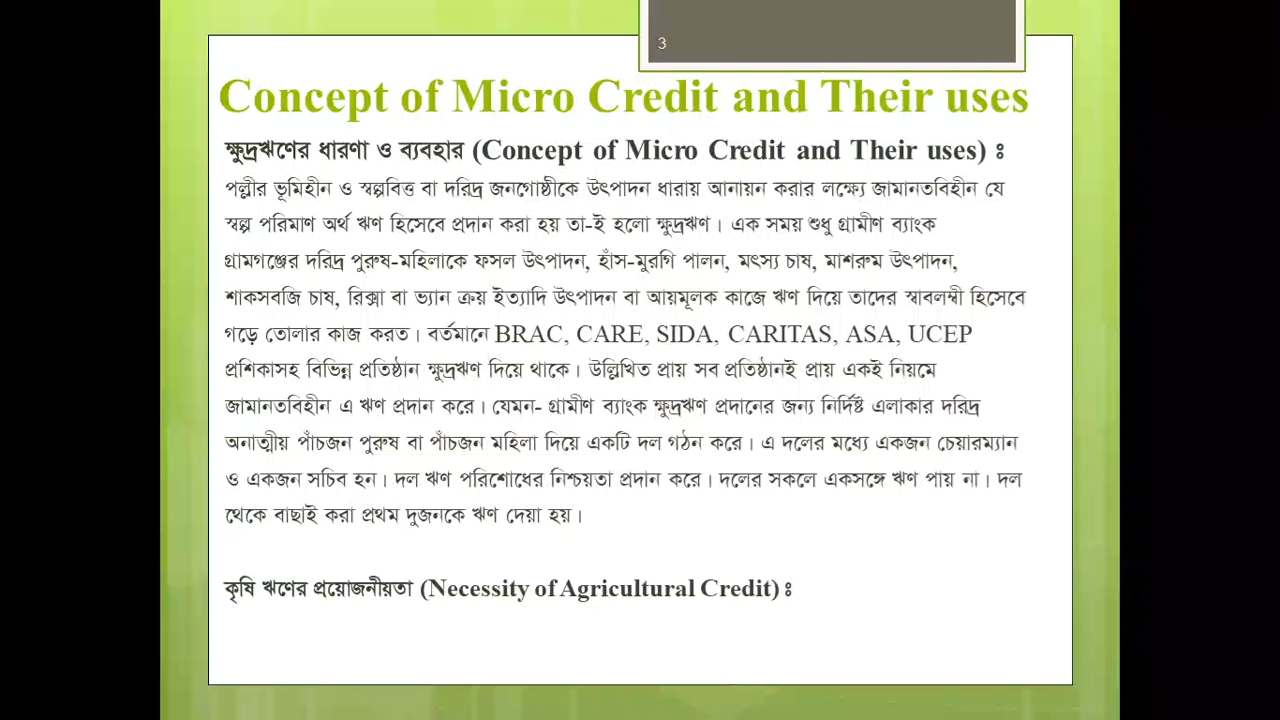 3
Concept of Micro Credit and Their uses
ক্ষুদ্রঋণের ধারণা ও ব্যবহার (Concept of Micro Credit and Their uses) ঃ
পল্লীর ভূমিহীন ও স্বল্পবিত্ত বা দরিদ্র জনগোষ্ঠীকে উৎপাদন ধারায় আনায়ন করার লক্ষ্যে জামানতবিহীন যে
স্বল্প পরিমাণ অর্থ ঋণ হিসেবে প্রদান করা হয় তা-ই হলো ক্ষুদ্রঋণ। এক সময় শুধু গ্রামীণ ব্যাংক
গ্রামগঞ্জের দরিদ্র পুরুষ-মহিলাকে ফসল উৎপাদন, হাঁস-মুরগি পালন, মৎস্য চাষ, মাশরুম উৎপাদন,
শাকসবজি চাষ, রিক্সা বা ভ্যান ক্রয় ইত্যাদি উৎপাদন বা আয়মূলক কাজে ঋণ দিয়ে তাদের স্বাবলম্বী হিসেবে
গড়ে তোলার কাজ করত। বর্তমানে BRAC, CARE, SIDA, CARITAS, ASA, UCEP
প্রশিকাসহ বিভিন্ন প্রতিষ্ঠান ক্ষুদ্রঋণ দিয়ে থাকে। উল্লিখিত প্রায় সব প্রতিষ্ঠানই প্রায় একই নিয়মে
জামানতবিহীন এ ঋণ প্রদান করে। যেমন- গ্রামীণ ব্যাংক ক্ষুদ্রঋণ প্রদানের জন্য নির্দিষ্ট এলাকার দরিদ্র
অনাত্মীয় পাঁচজন পুরুষ বা পাঁচজন মহিলা দিয়ে একটি দল গঠন করে। এ দলের মধ্যে একজন চেয়ারম্যান
ও একজন সচিব হন। দল ঋণ পরিশোধের নিশ্চয়তা প্রদান করে। দলের সকলে একসঙ্গে ঋণ পায় না। দল
থেকে বাছাই করা প্রথম দুজনকে ঋণ দেয়া হয়।
কৃষি ঋণের প্রয়োজনীয়তা (Necessity of Agricultural Credit) ঃ